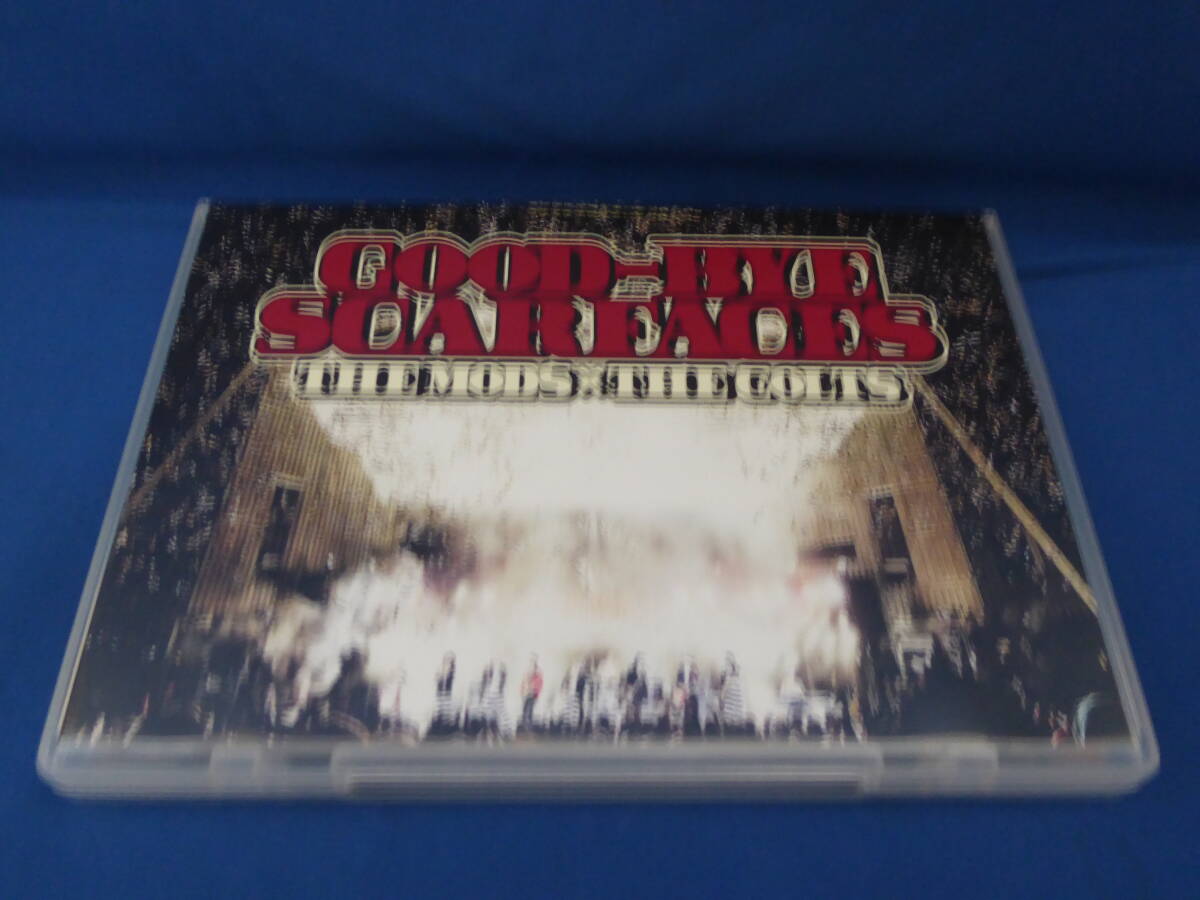 GOOD-BYE
SCARFACES
THE MODS × THE COLTS